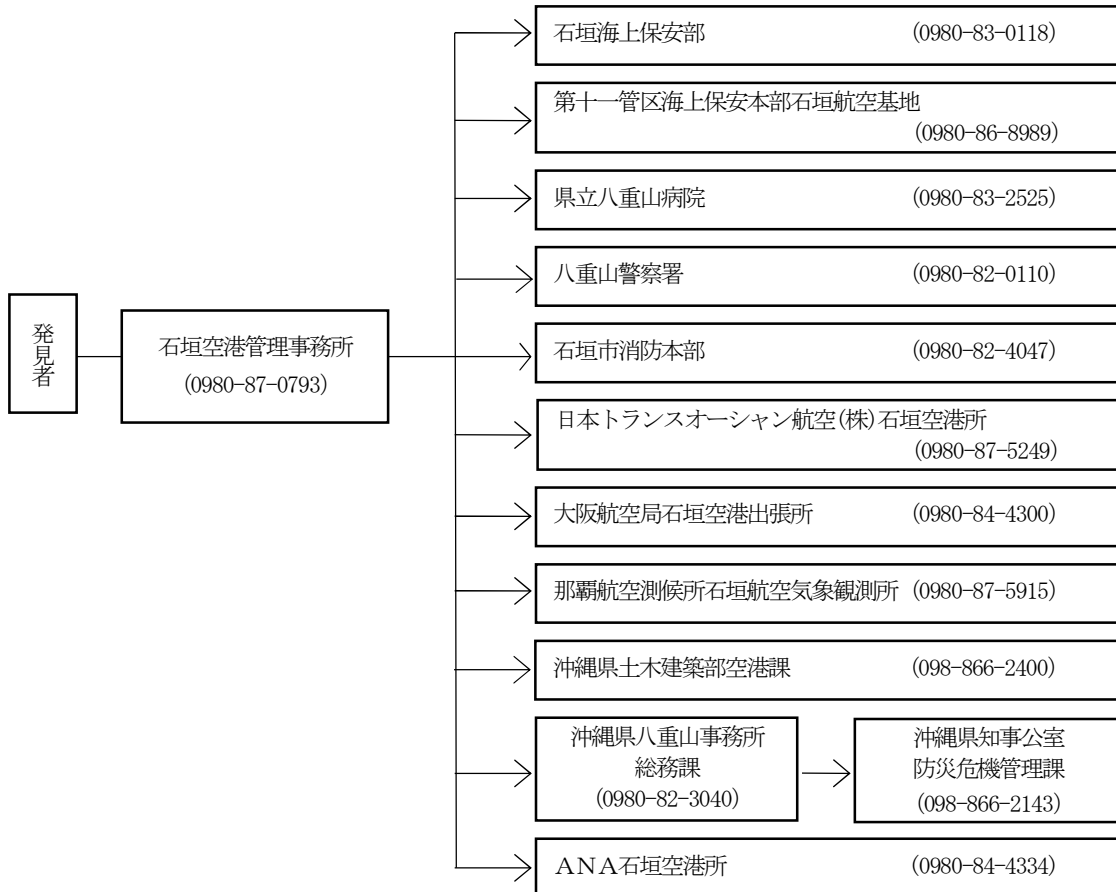 石垣海上保安部 (0980-83-0118)
第十一管区海上保安本部石垣航空基地
(0980-86-8989)
県立八重山病院 (0980-83-2525)
八重山警察署 (0980-82-0110)
発見者
石垣空港管理事務所
(0980-87-0793)
石垣市消防本部 (0980-82-4047)
日本トランスオーシャン航空(株)石垣空港所
(0980-87-5249)
大阪航空局石垣空港出張所 (0980-84-4300)
那覇航空測候所石垣航空気象観測所 (0980-87-5915)
沖縄県土木建築部空港課 (098-866-2400)
沖縄県八重山事務所
総務課
(0980-82-3040)
沖縄県知事公室
防災危機管理課
(098-866-2143)
ANA石垣空港所 (0980-84-4334)